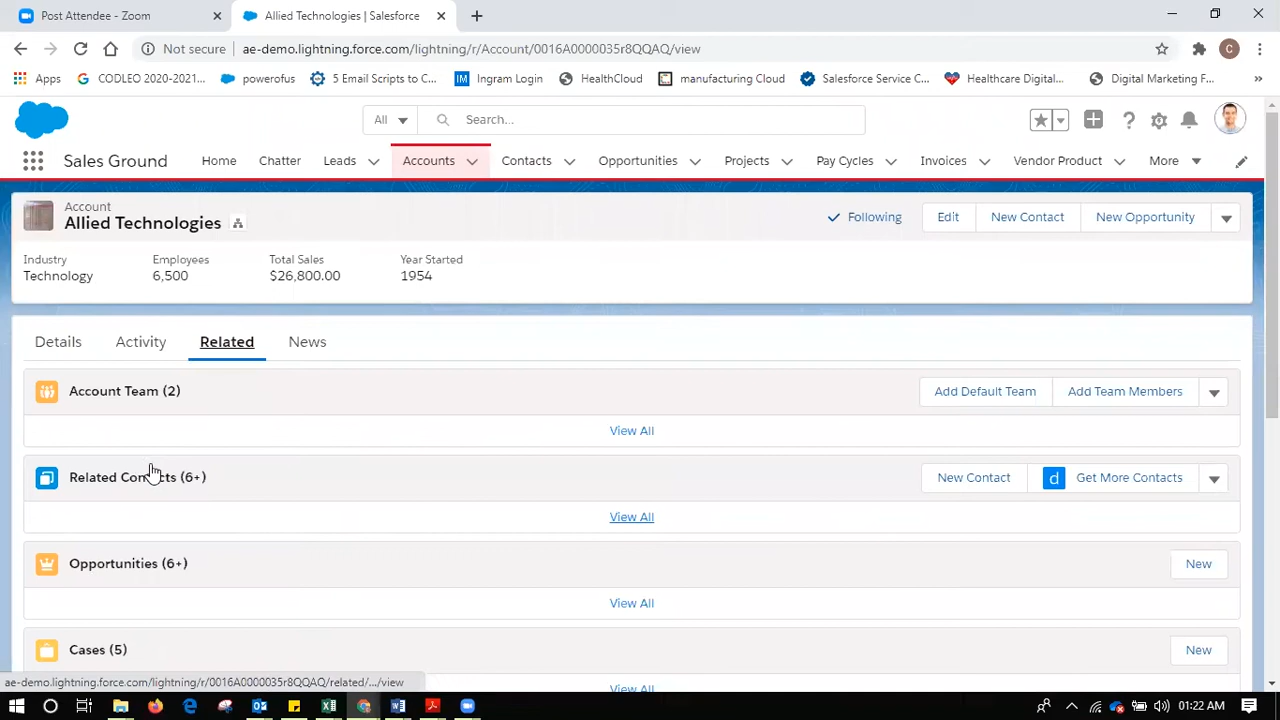 Post Attendee - Zoom
Allied Technologies | Salesforce
Not secure
ae-demo.lightning.force.com/lightning/r/Account/0016A0000035r8QQAQ/view
C
Apps
CODLEO 2020-2021...
powerofus
5 Email Scripts to C...
IM
Ingram Login
HealthCloud
manufacturing Cloud
Salesforce Service C...
Healthcare Digital...
Digital Marketing F...
»
All
Search...
Sales Ground
Home
Chatter
Leads
Accounts
Contacts
Opportunities
Projects
Pay Cycles
Invoices
Vendor Product
More
Account
Allied Technologies
Following
Edit
New Contact
New Opportunity
Industry
Employees
Total Sales
Year Started
Technology
6,500
$26,800.00
1954
Details
Activity
Related
News
Account Team (2)
Add Default Team
Add Team Members
View All
Related Contacts (6+)
New Contact
d
Get More Contacts
View All
Opportunities (6+)
New
View All
Cases (5)
New
View All
ae-demo.lightning.force.com/lightning/r/0016A0000035r8QQAQ/related/.../view
01:22 AM